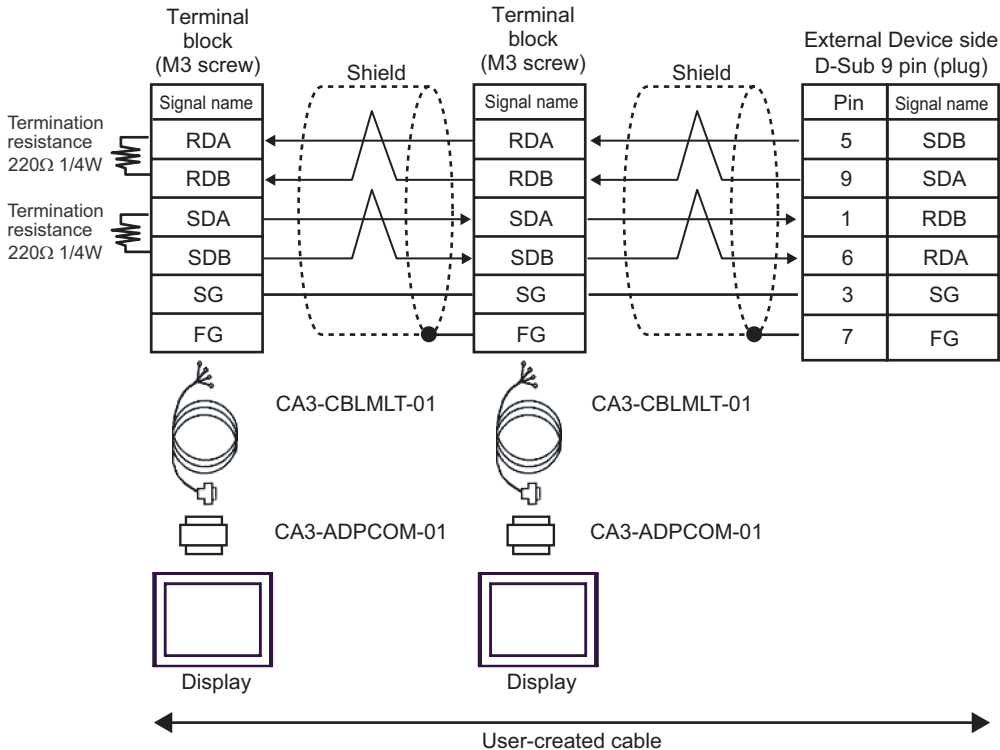 Terminal
block
(M3 screw)
Terminal
block
(M3 screw)
External Device side
D-Sub 9 pin (plug)
Shield
Shield
Signal name
Signal name
Pin
Signal name
Termination
resistance
220Ω 1/4W
RDA
RDA
5
SDB
RDB
RDB
9
SDA
Termination
resistance
220Ω 1/4W
SDA
SDA
1
RDB
SDB
SDB
6
RDA
SG
SG
3
SG
FG
FG
7
FG
CA3-CBLMLT-01
CA3-CBLMLT-01
CA3-ADPCOM-01
CA3-ADPCOM-01
Display
Display
User-created cable